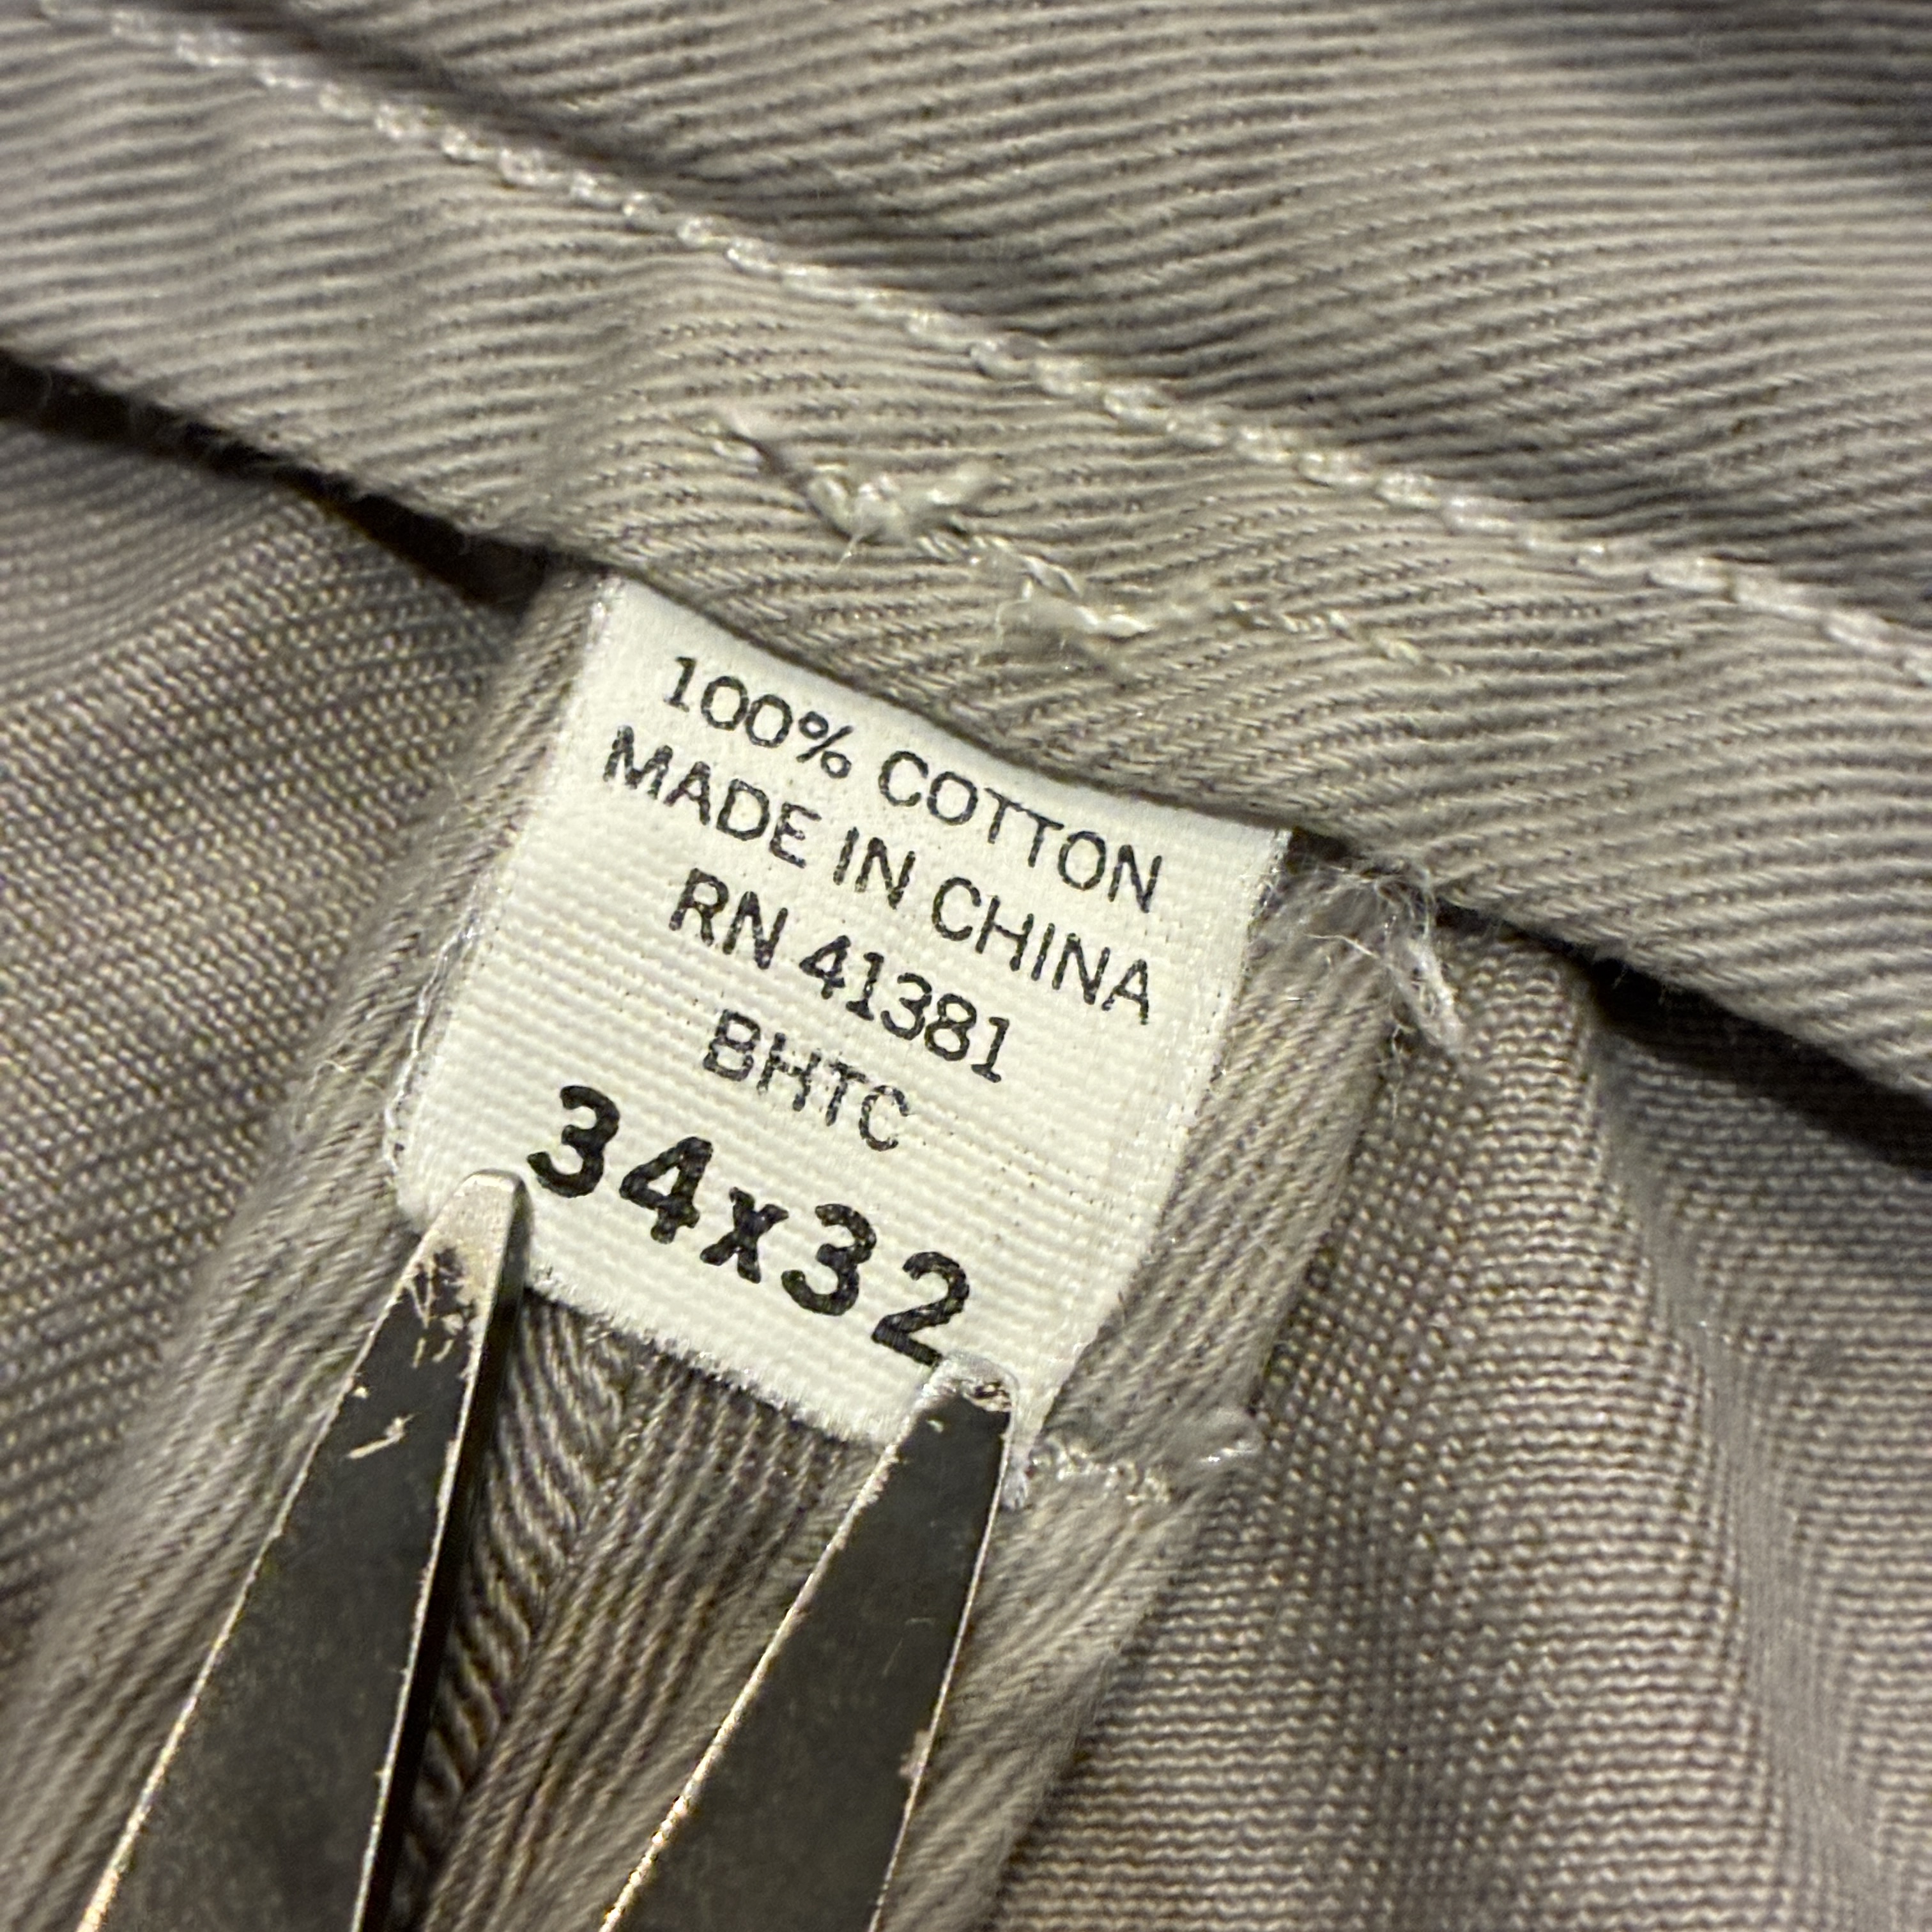 100% COTTON
MADE IN CHINA
RN 41381
BHTC
34x32